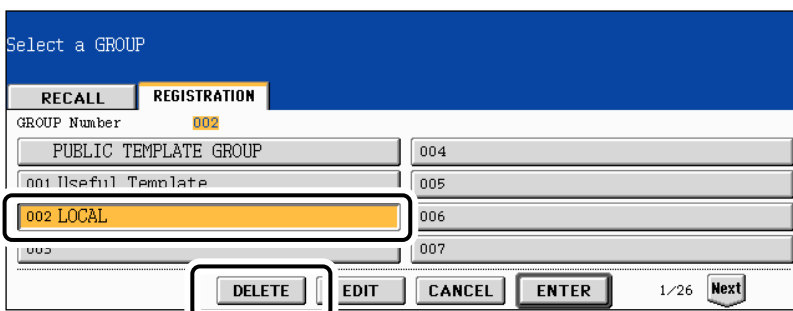 Select a GROUP
RECALL REGISTRATION
GROUP Number 002
PUBLIC TEMPLATE GROUP 004
001 Useful Template 005
002 LOCAL 006
003 007
DELETE EDIT CANCEL ENTER 1/26 Next